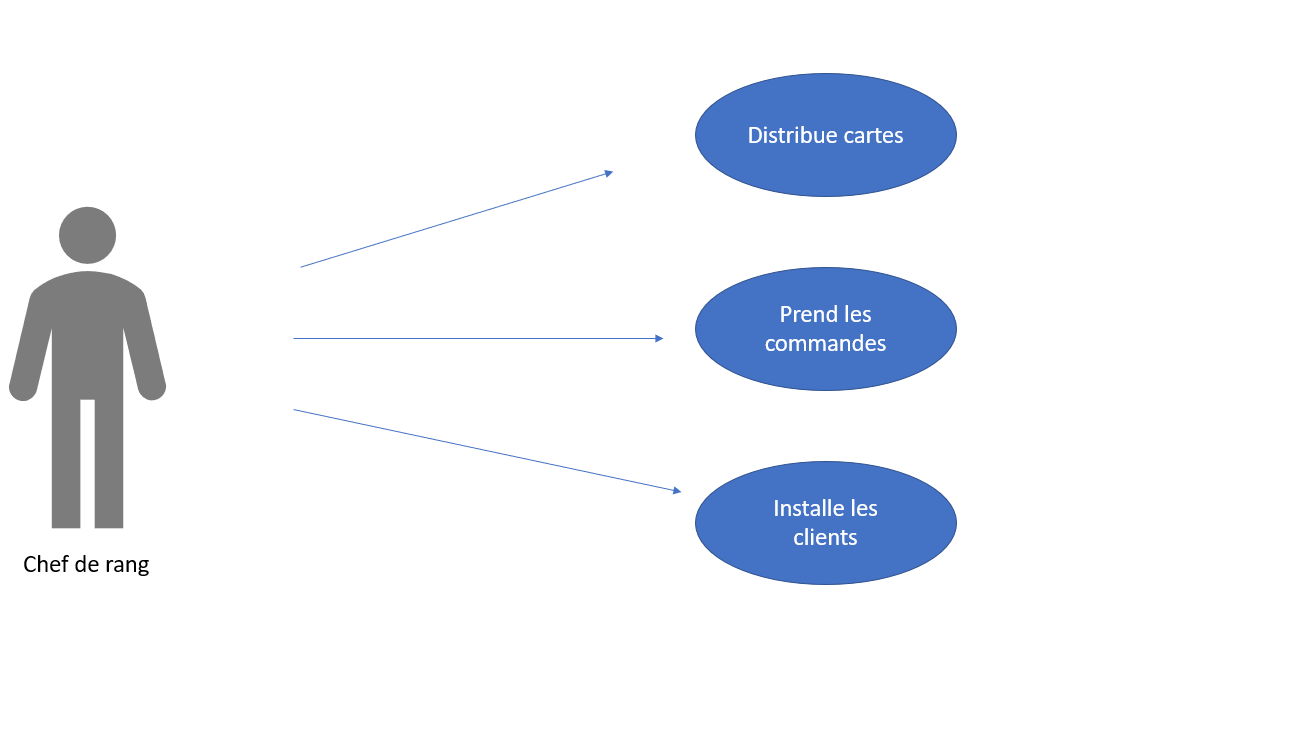 Distribue cartes
Prend les
commandes
Installe les
clients
Chef de rang